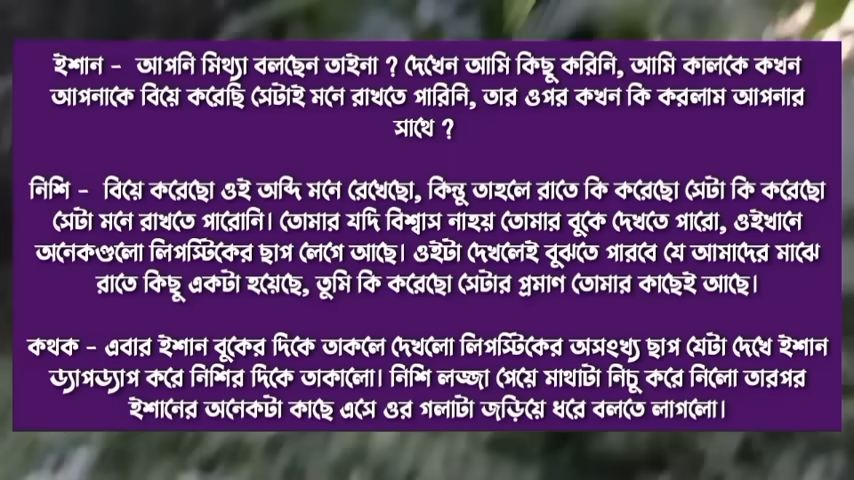 ইশান - আপনি মিথ্যা বলছেন তাইনা ? দেখেন আমি কিছু করিনি, আমি কালকে কখন
আপনাকে বিয়ে করেছি সেটাই মনে রাখতে পারিনি, তার ওপর কখন কি করলাম আপনার
সাথে ?
নিশি - বিয়ে করেছো ওই অব্দি মনে রেখেছো, কিন্তু তাহলে রাতে কি করেছো সেটা কি করেছো
সেটা মনে রাখতে পারোনি। তোমার যদি বিশ্বাস নাহয় তোমার বুকে দেখতে পারো, ওইখানে
অনেকগুলো লিপস্টিকের ছাপ লেগে আছে। ওইটা দেখলেই বুঝতে পারবে যে আমাদের মাঝে
রাতে কিছু একটা হয়েছে, তুমি কি করেছো সেটার প্রমাণ তোমার কাছেই আছে।
কথক - এবার ইশান বুকের দিকে তাকলে দেখলো লিপস্টিকের অসংখ্য ছাপ যেটা দেখে ইশান
ড্যাপড্যাপ করে নিশির দিকে তাকালো। নিশি লজ্জা পেয়ে মাথাটা নিচু করে নিলো তারপর
ইশানের অনেকটা কাছে এসে ওর গলাটা জড়িয়ে ধরে বলতে লাগলো।